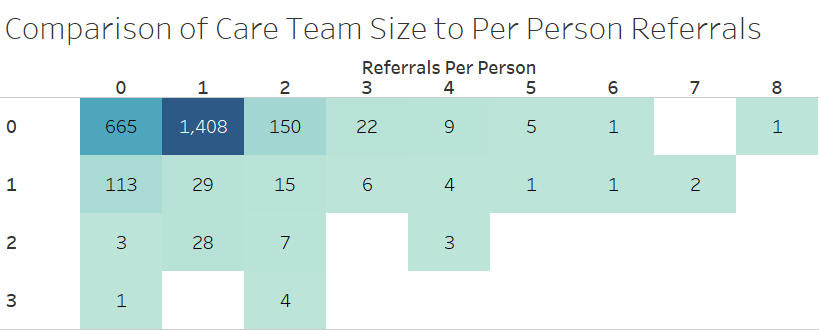 Comparison of Care Team Size to Per Person Referrals
Referrals Per Person
0 1 2 3 4 5 6 7 8
0 665 1,408 150 22 9 5 1 1
1 113 29 15 6 4 1 1 2
2 3 28 7 3
3 1 4